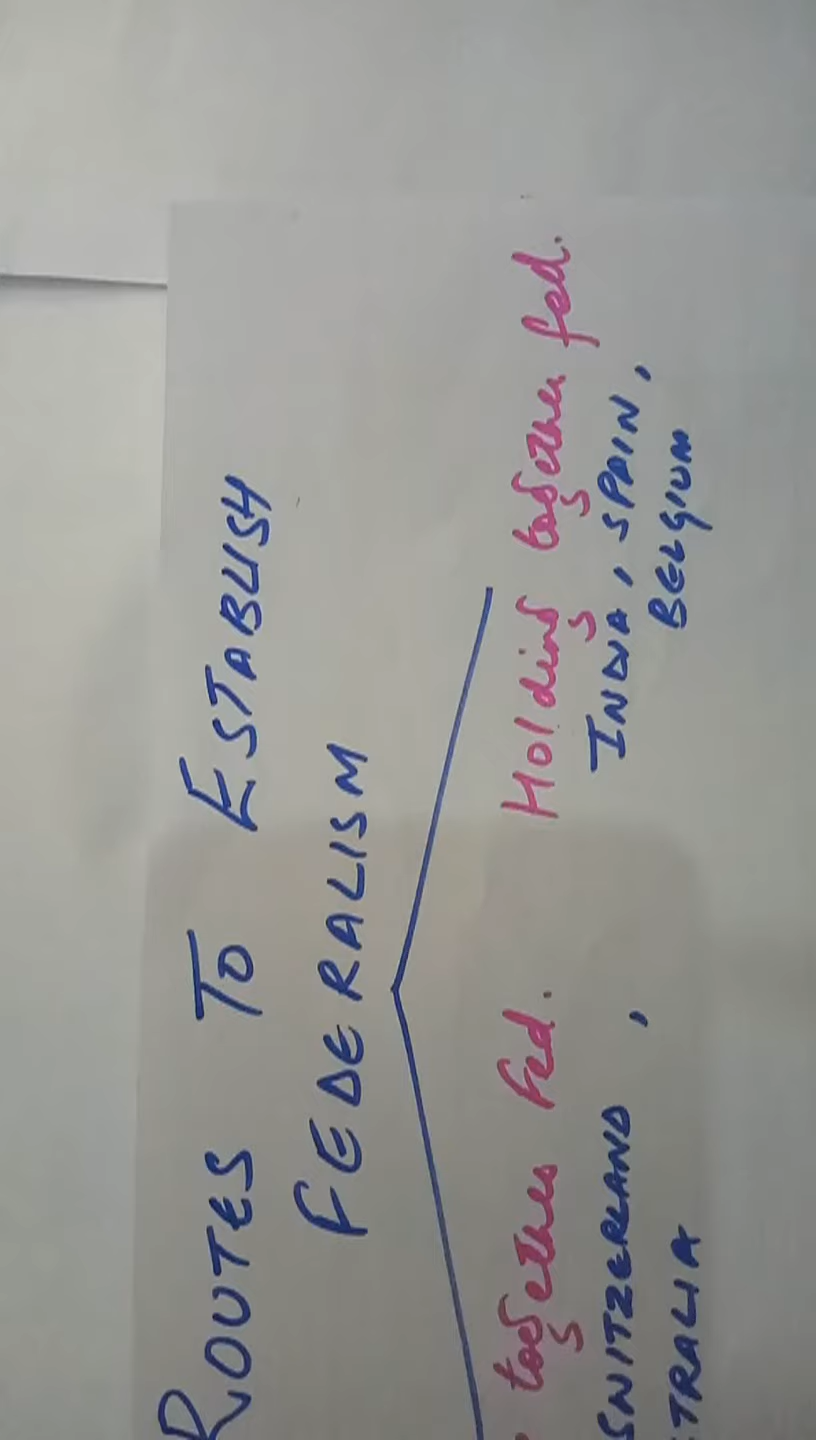 ROUTES TO ESTABLISH
FEDERALISM
together Fed.
SWITZERLAND ,
TRALIA
Holding together fed.
INDIA, SPAIN,
BELGIUM